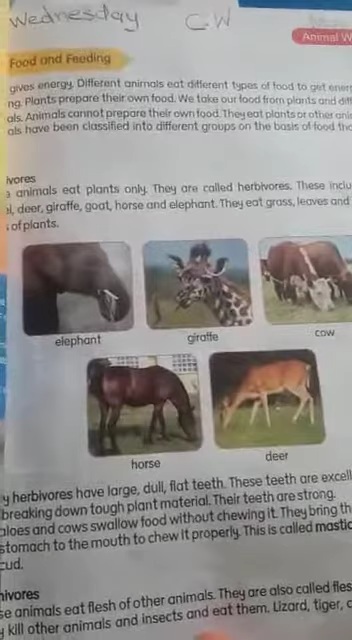 Wednesday C.W
Animal W
Food and Feeding
gives energy. Different animals eat different types of food to get ener
ng. Plants prepare their own food. We take our food from plants and diff
als. Animals cannot prepare their own food. They eat plants or other ani
als have been classified into different groups on the basis of food the
ivores
animals eat plants only. They are called herbivores. These inclu
el, deer, giraffe, goat, horse and elephant. They eat grass, leaves and
of plants.
elephant giraffe cow
horse deer
y herbivores have large, dull, flat teeth. These teeth are excell
breaking down tough plant material. Their teeth are strong.
aloes and cows swallow food without chewing it. They bring th
stomach to the mouth to chew it properly. This is called mastic
cud.
nivores
se animals eat flesh of other animals. They are also called fles
y kill other animals and insects and eat them. Lizard, tiger, c